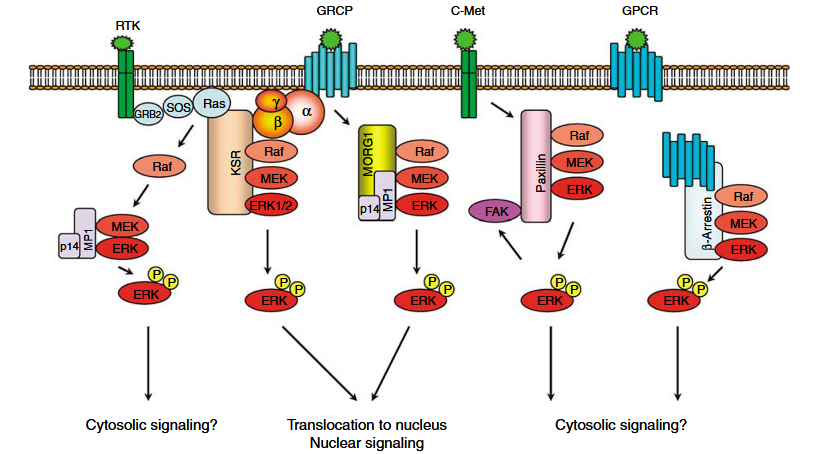 RTK
GRCP
C-Met
GPCR
GRB2
SOS
Ras
γ
β
α
Raf
KSR
Raf
MEK
ERK1/2
MORG1
MP1
p14
Raf
MEK
ERK
Paxillin
Raf
MEK
ERK
FAK
β-Arrestin
Raf
MEK
ERK
p14
MP1
MEK
ERK
P
P
ERK
P
P
ERK
P
P
ERK
P
P
ERK
P
P
ERK
Cytosolic signaling?
Translocation to nucleus
Nuclear signaling
Cytosolic signaling?